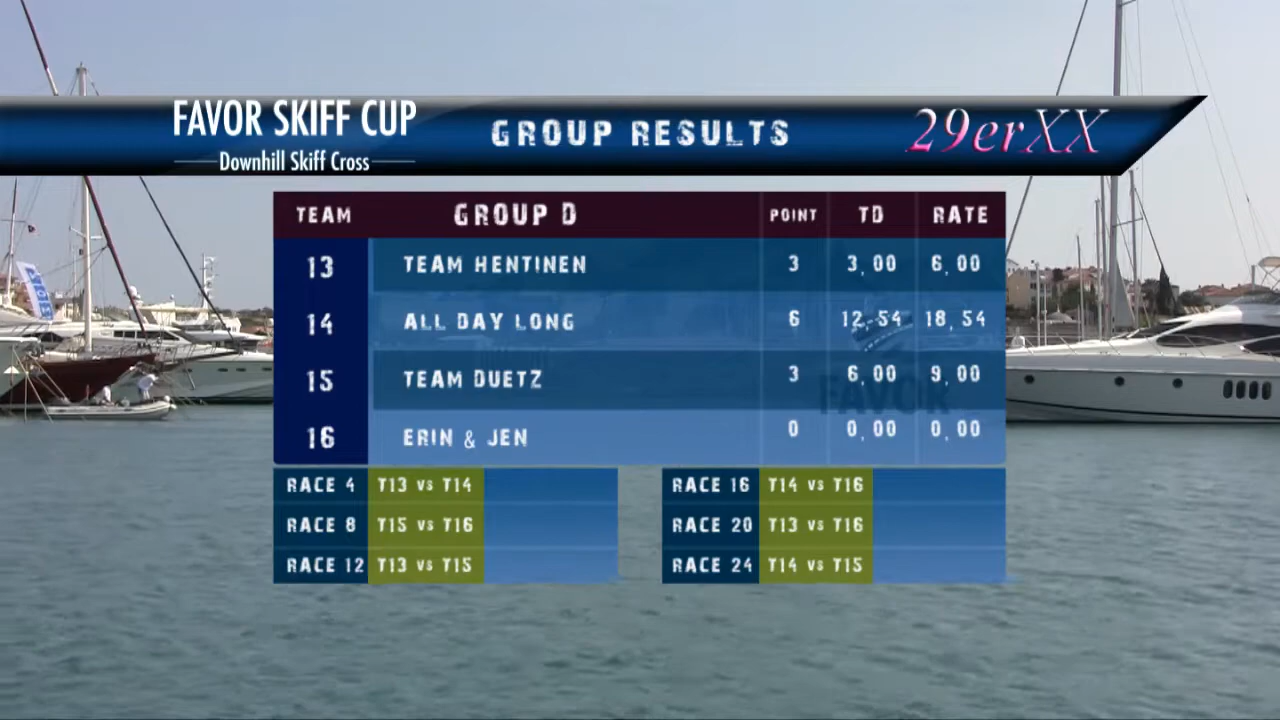 FAVOR SKIFF CUP
Downhill Skiff Cross
GROUP RESULTS
29erXX
TEAM GROUP D POINT TD RATE
13 TEAM HENTINEN 3 3,00 6,00
14 ALL DAY LONG 6 12,54 18,54
15 TEAM DUETZ 3 6,00 9,00
16 ERIN & JEN 0 0,00 0,00
FAVOR
RACE 4 T13 vs T14
RACE 8 T15 vs T16
RACE 12 T13 vs T15
RACE 16 T14 vs T16
RACE 20 T13 vs T16
RACE 24 T14 vs T15